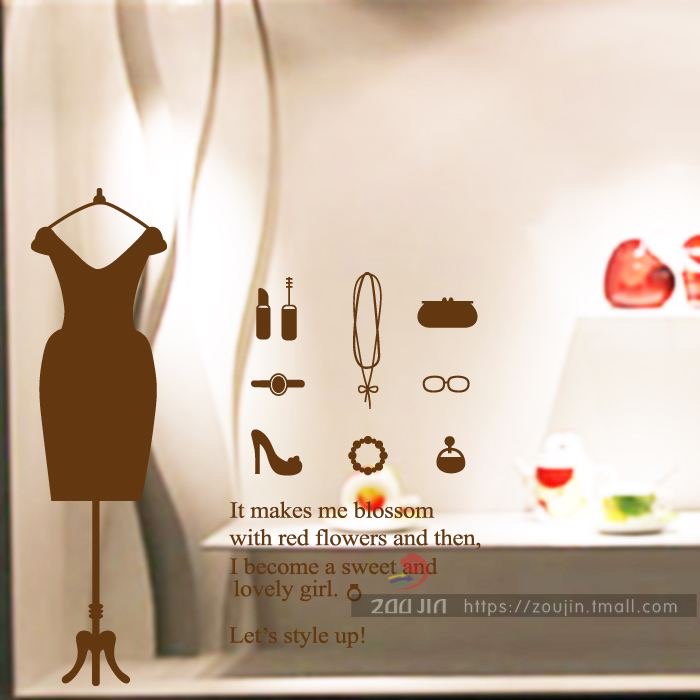 It makes me blossom
with red flowers and then,
I become a sweet and
lovely girl.
ZOU JIN https://zoujin.tmall.com
Let's style up!